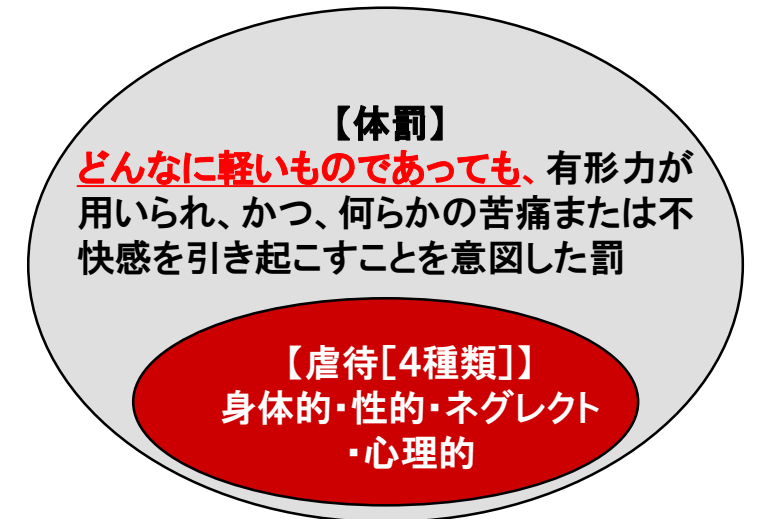 【体罰】
どんなに軽いものであっても、有形力が
用いられ、かつ、何らかの苦痛または不
快感を引き起こすことを意図した罰
【虐待[4種類]】
身体的・性的・ネグレクト
・心理的